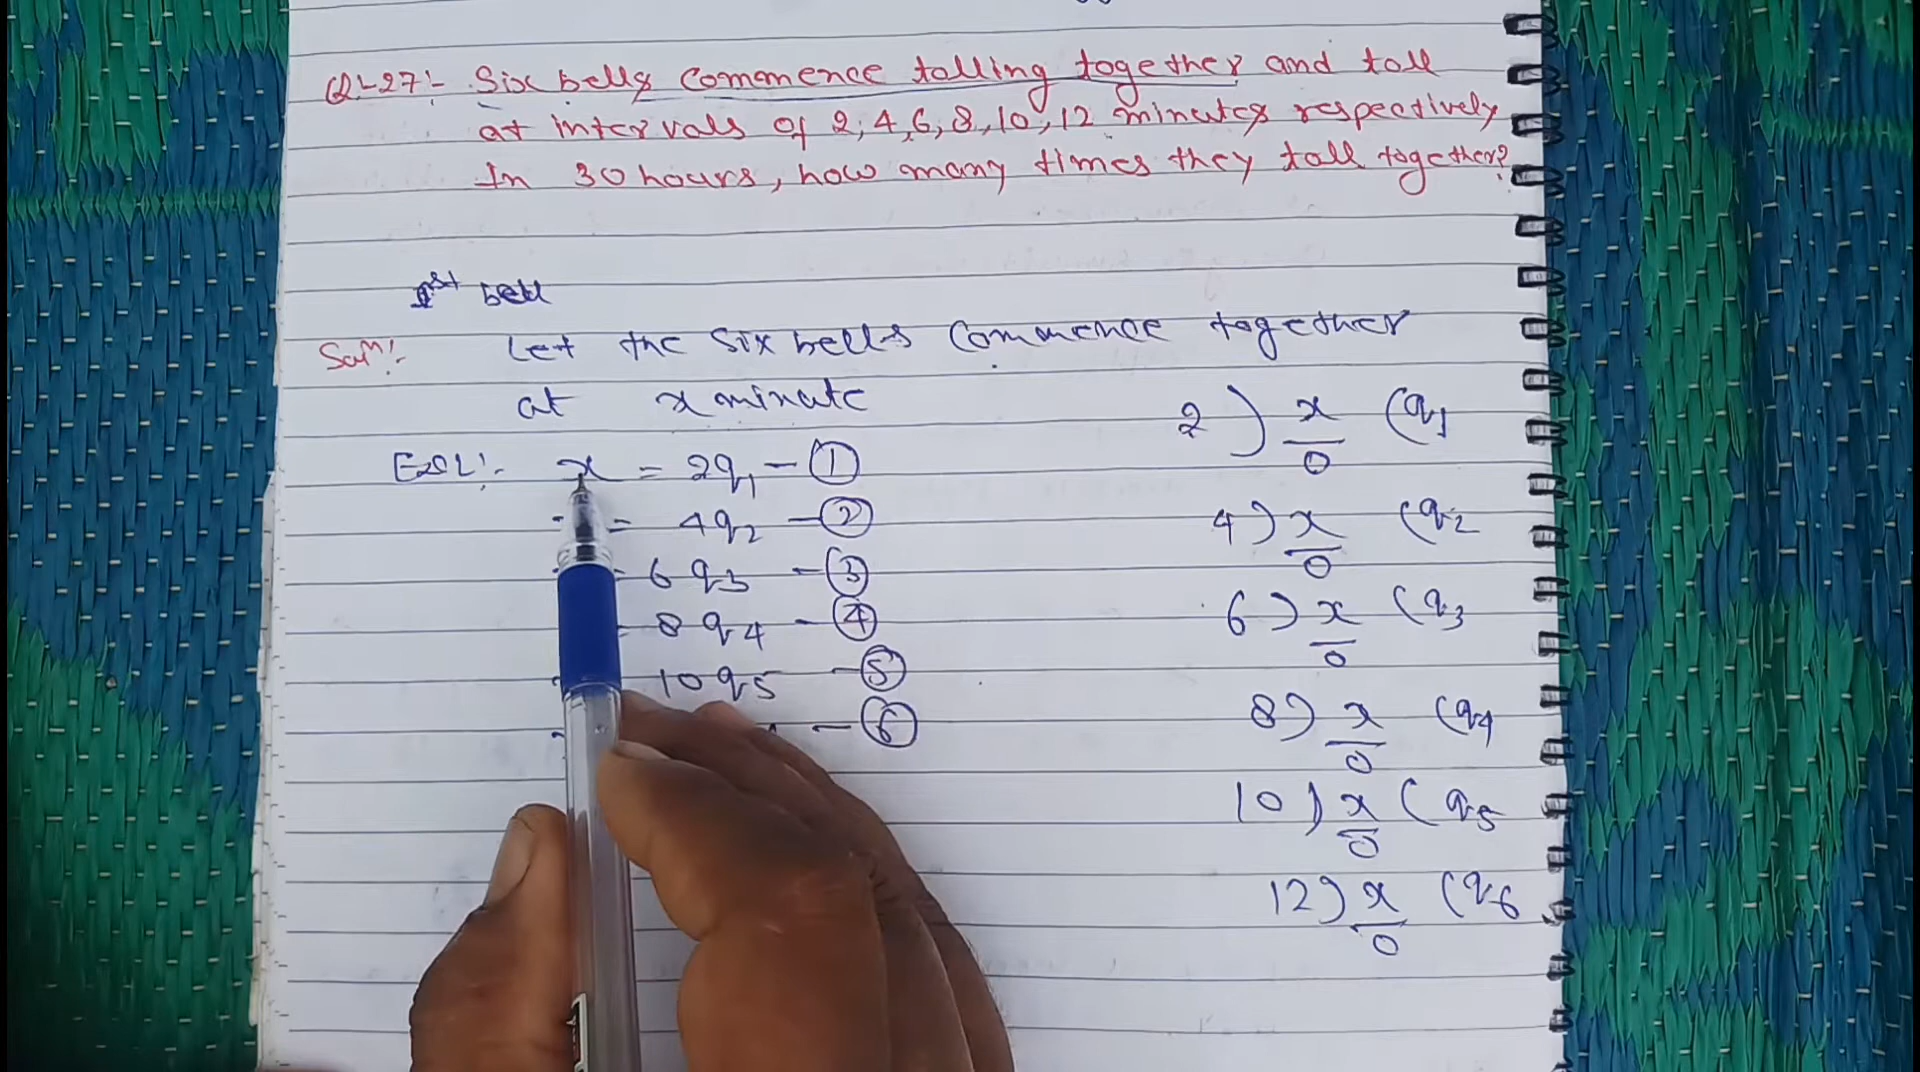 Q-27:- Six bells commence tolling together and toll
at intervals of 2, 4, 6, 8, 10, 12 minutes respectively
In 30 hours, how many times they toll together?
1st bell
Soln:- Let the six bells commence together
at x minute
EDL:- x = 2q1 - ①
= 4q2 - ②
= 6q3 - ③
= 8q4 - ④
10q5 - ⑤
- ⑥
2) x (q1
0
4) x (q2
0
6) x (q3
0
8) x (q4
0
10) x (q5
0
12) x (q6
0